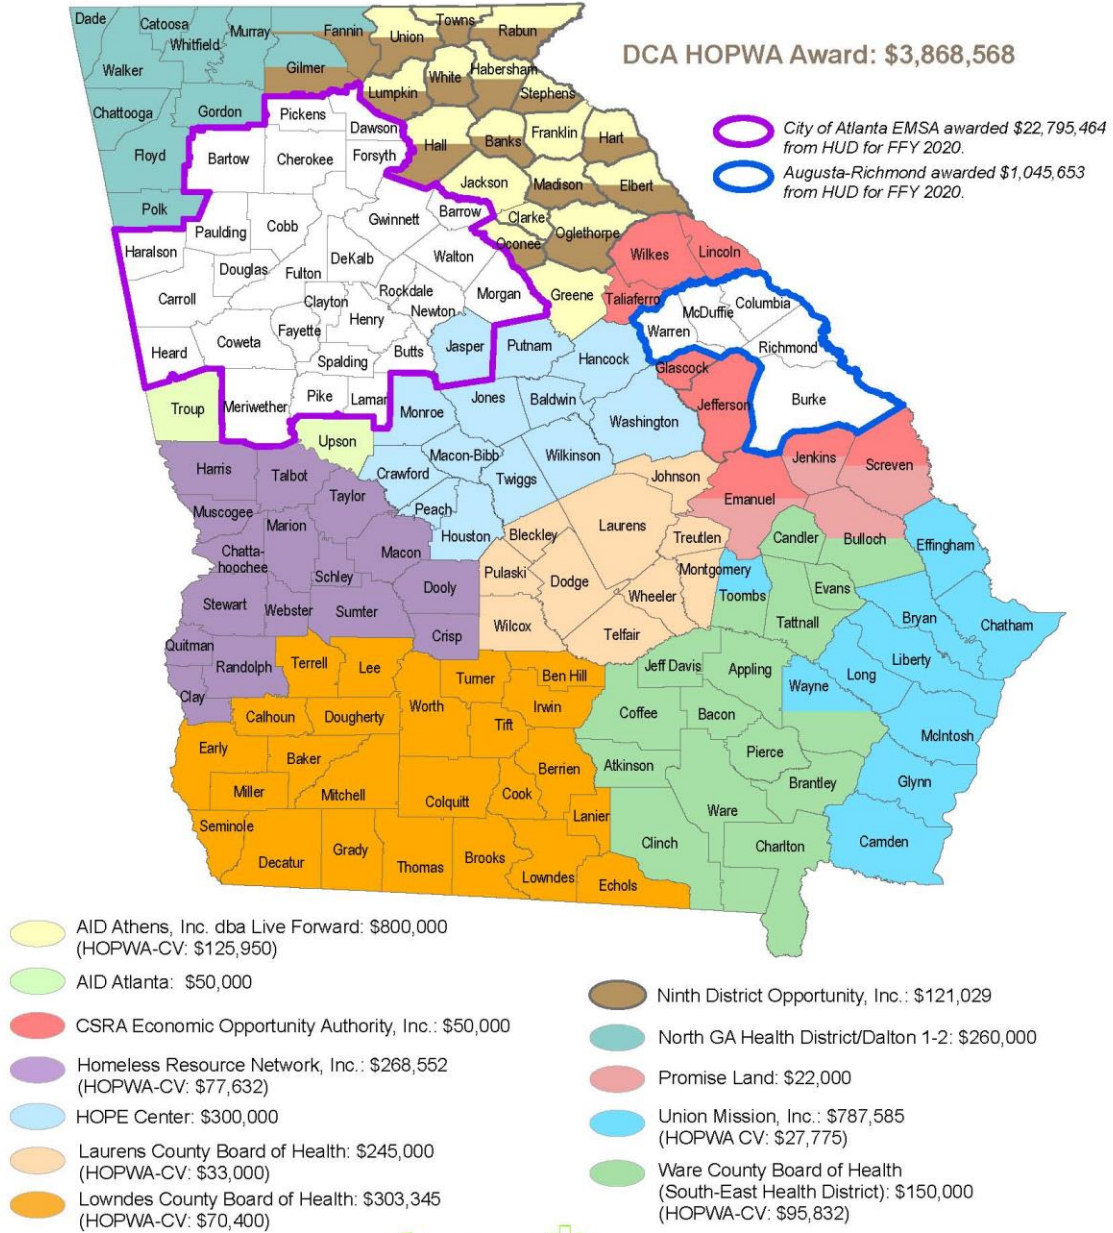 DCA HOPWA Award: $3,868,568
City of Atlanta EMSA awarded $22,795,464
from HUD for FFY 2020.
Augusta-Richmond awarded $1,045,653
from HUD for FFY 2020.
Dade
Catoosa
Whitfield
Murray
Fannin
Union
Towns
Rabun
Walker
Gilmer
Lumpkin
White
Habersham
Stephens
Chattooga
Gordon
Pickens
Dawson
Hall
Banks
Franklin
Hart
Floyd
Bartow
Cherokee
Forsyth
Jackson
Madison
Elbert
Polk
Paulding
Cobb
Gwinnett
Barrow
Clarke
Oconee
Oglethorpe
Wilkes
Lincoln
Haralson
Douglas
Fulton
DeKalb
Walton
Rockdale
Morgan
Greene
Taliaferro
Columbia
McDuffie
Warren
Richmond
Carroll
Clayton
Henry
Newton
Fayette
Coweta
Heard
Spalding
Butts
Jasper
Putnam
Hancock
Glascock
Jefferson
Burke
Troup
Meriwether
Pike
Lamar
Monroe
Jones
Baldwin
Washington
Upson
Jenkins
Screven
Harris
Talbot
Crawford
Macon-Bibb
Twiggs
Wilkinson
Johnson
Emanuel
Muscogee
Taylor
Marion
Peach
Houston
Bleckley
Laurens
Treutlen
Candler
Bulloch
Effingham
Chatta-
hoochee
Macon
Schley
Dooly
Pulaski
Dodge
Montgomery
Wheeler
Toombs
Evans
Tattnall
Bryan
Chatham
Stewart
Webster
Sumter
Crisp
Wilcox
Telfair
Liberty
Long
Quitman
Randolph
Clay
Terrell
Lee
Turner
Ben Hill
Irwin
Jeff Davis
Appling
Wayne
McIntosh
Calhoun
Dougherty
Worth
Tift
Coffee
Bacon
Pierce
Early
Baker
Berrien
Atkinson
Brantley
Glynn
Miller
Mitchell
Colquitt
Cook
Lanier
Ware
Seminole
Decatur
Grady
Thomas
Brooks
Lowndes
Echols
Clinch
Charlton
Camden
AID Athens, Inc. dba Live Forward: $800,000
(HOPWA-CV: $125,950)
AID Atlanta: $50,000
CSRA Economic Opportunity Authority, Inc.: $50,000
Homeless Resource Network, Inc.: $268,552
(HOPWA-CV: $77,632)
HOPE Center: $300,000
Laurens County Board of Health: $245,000
(HOPWA-CV: $33,000)
Lowndes County Board of Health: $303,345
(HOPWA-CV: $70,400)
Ninth District Opportunity, Inc.: $121,029
North GA Health District/Dalton 1-2: $260,000
Promise Land: $22,000
Union Mission, Inc.: $787,585
(HOPWA CV: $27,775)
Ware County Board of Health
(South-East Health District): $150,000
(HOPWA-CV: $95,832)